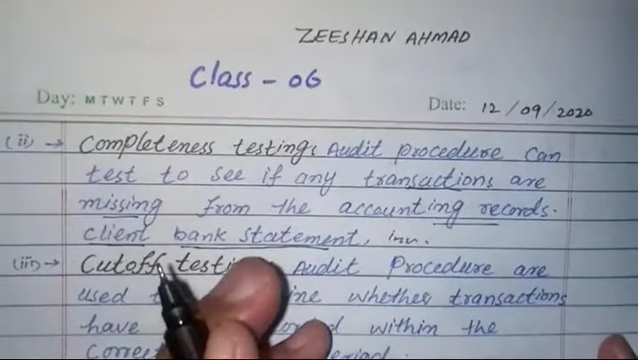 ZEESHAN AHMAD
Class - 06
Day: M T W T F S Date: 12/09/2020
(ii) → Completeness testing: Audit procedure can
test to see if any transactions are
missing from the accounting records.
client bank statement, inv.
(iii) → Cutoff Audit Procedure are
used whether transactions
have within the